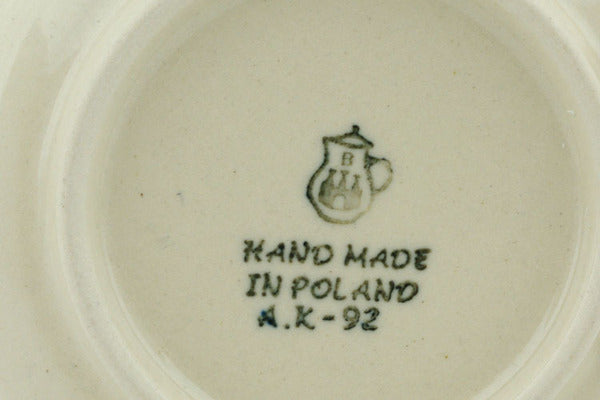 B
HAND MADE
IN POLAND
A.K-92